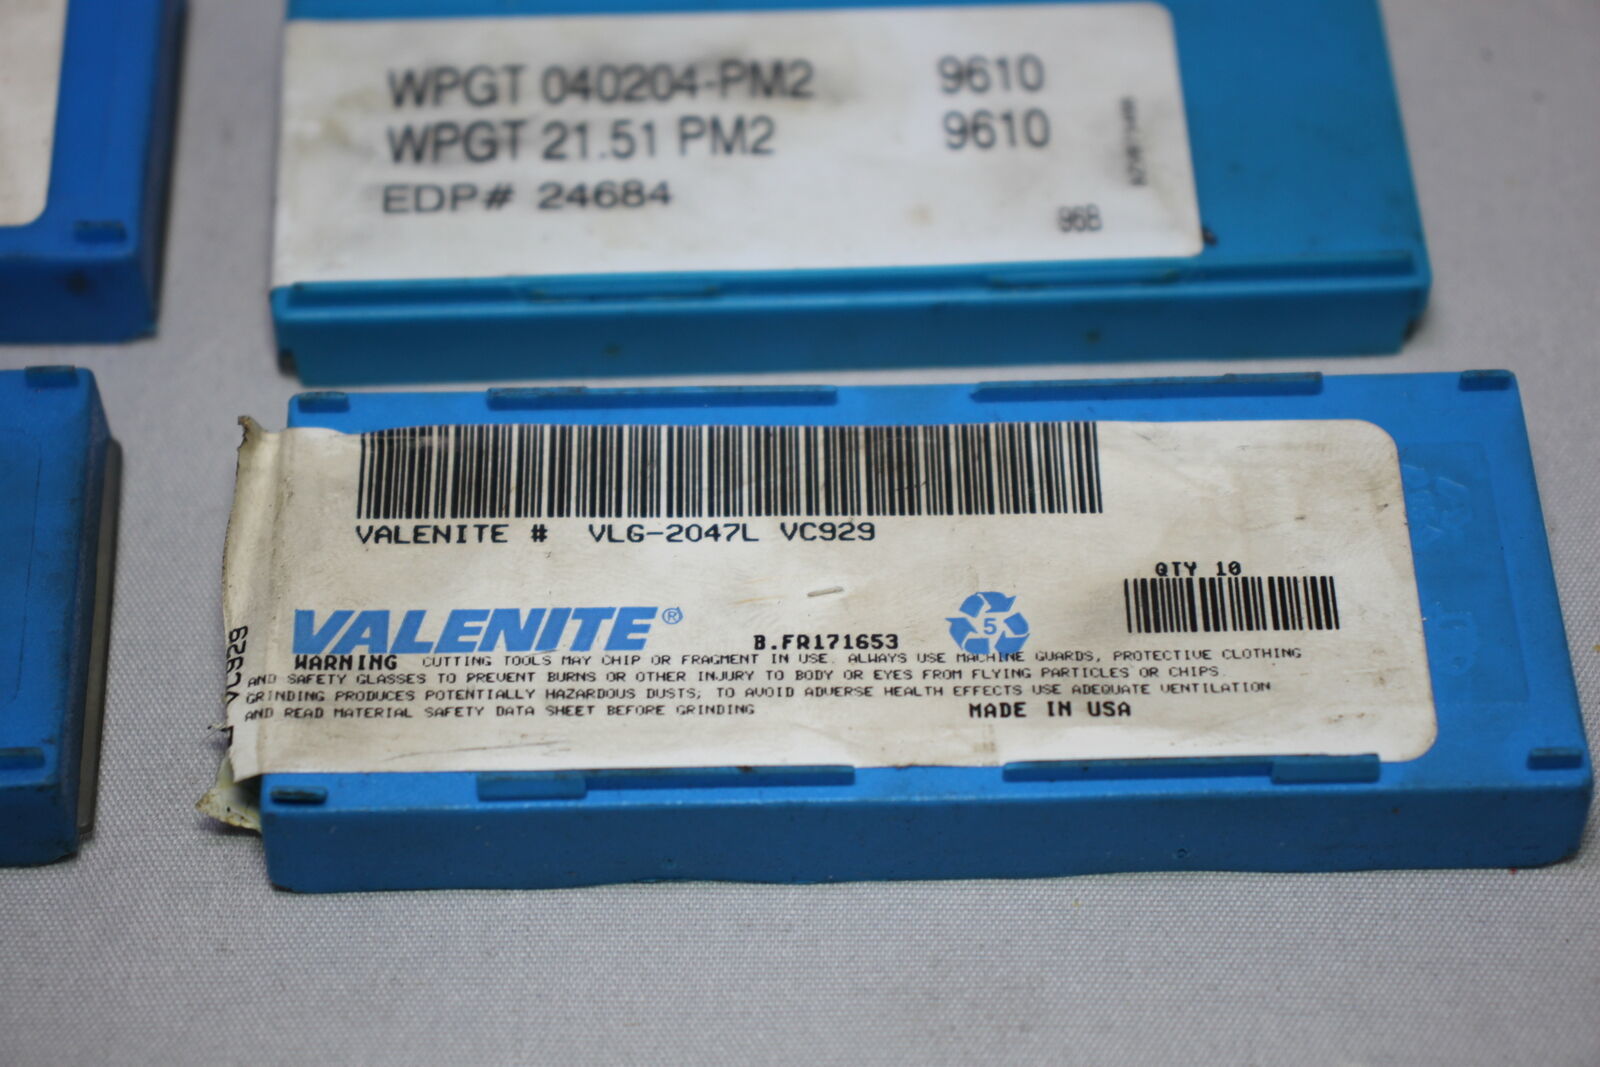 WPGT 040204-PM2 9610
WPGT 21.51 PM2 9610
EDP# 24684
96B
VALENITE # VLG-2047L VC929
QTY 10
VALENITE®
B.FR171653
5
WARNING CUTTING TOOLS MAY CHIP OR FRAGMENT IN USE. ALWAYS USE MACHINE GUARDS, PROTECTIVE CLOTHING
AND SAFETY GLASSES TO PREVENT BURNS OR OTHER INJURY TO BODY OR EYES FROM FLYING PARTICLES OR CHIPS.
GRINDING PRODUCES POTENTIALLY HAZARDOUS DUSTS; TO AVOID ADVERSE HEALTH EFFECTS USE ADEQUATE VENTILATION
AND READ MATERIAL SAFETY DATA SHEET BEFORE GRINDING
MADE IN USA
VC929